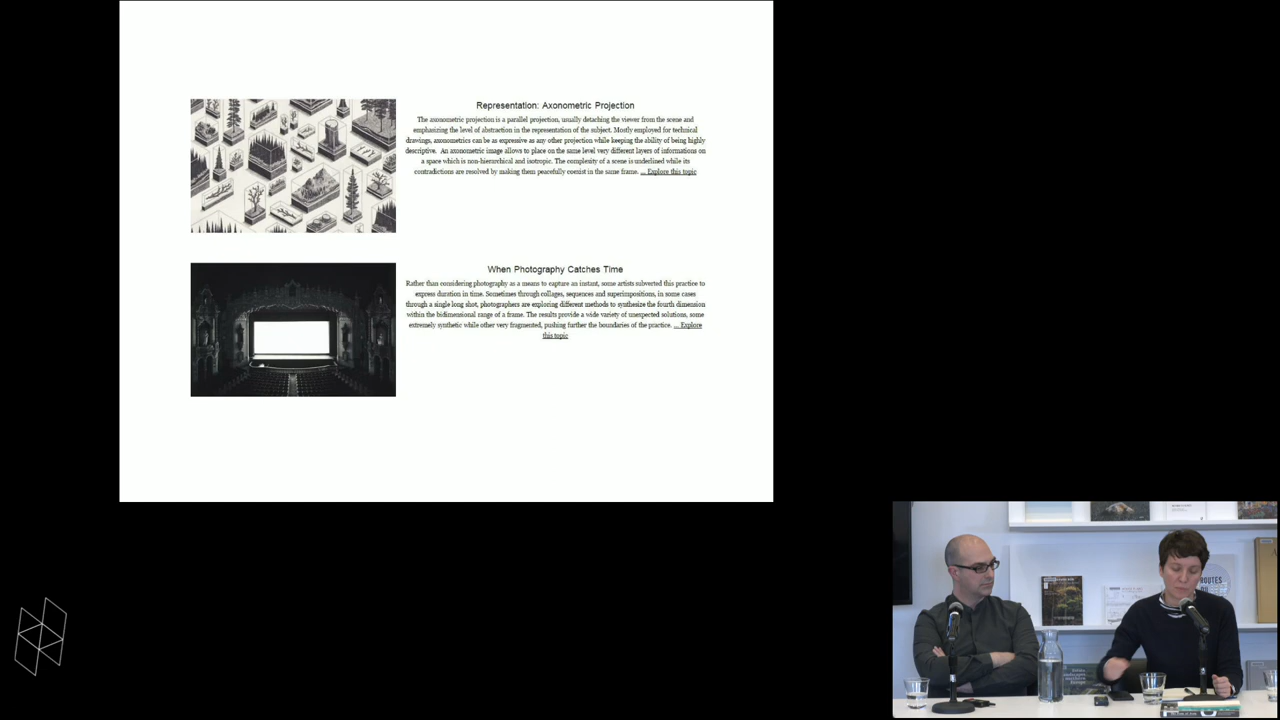 Representation: Axonometric Projection
The axonometric projection is a parallel projection, usually detaching the viewer from the scene and
emphasizing the level of abstraction in the representation of the subject. Mostly employed for technical
drawings, axonometrics can be as expressive as any other projection while keeping the ability of being highly
descriptive. An axonometric image allows to place on the same level very different layers of informations on
a space which is non-hierarchical and isotropic. The complexity of a scene is underlined while its
contradictions are resolved by making them peacefully coexist in the same frame. ... Explore this topic
When Photography Catches Time
Rather than considering photography as a means to capture an instant, some artists subverted this practice to
express duration in time. Sometimes through collages, sequences and superimpositions, in some cases
through a single long shot, photographers are exploring different methods to synthesize the fourth dimension
within the bidimensional range of a frame. The results provide a wide variety of unexpected solutions, some
extremely synthetic while other very fragmented, pushing further the boundaries of the practice. ... Explore
this topic
ROUTES